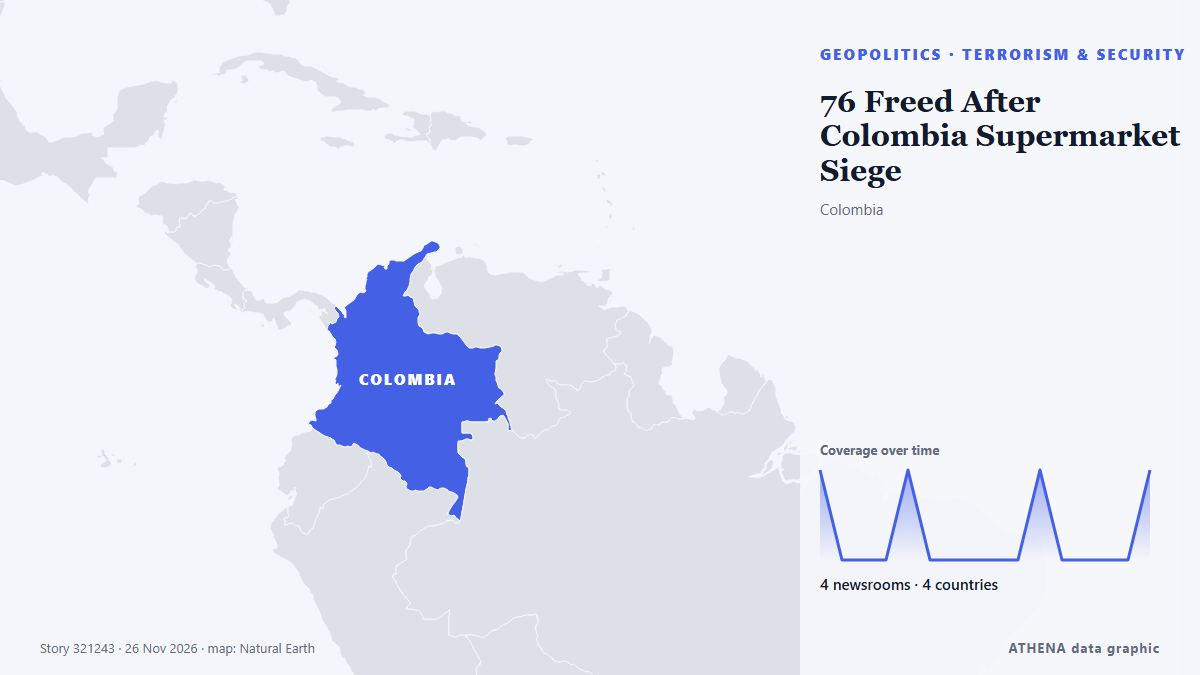 GEOPOLITICS · TERRORISM & SECURITY
76 Freed After
Colombia Supermarket
Siege
Colombia
COLOMBIA
Coverage over time
4 newsrooms · 4 countries
Story 321243 · 26 Nov 2026 · map: Natural Earth
ATHENA data graphic